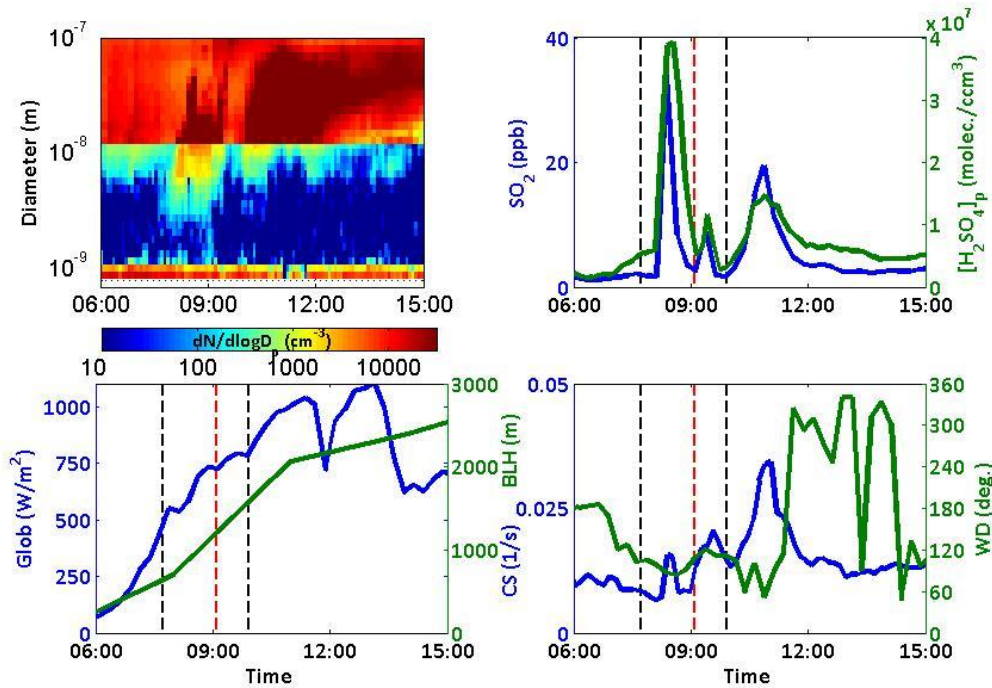 10^-7
10^-8
10^-9
Diameter (m)
06:00 09:00 12:00 15:00
dN/dlogD_p (cm^-3)
10 100 1000 10000
x 10^7
40
20
0
SO_2 (ppb)
4
3
2
1
0
[H_2SO_4]_p (molec./ccm^3)
06:00 09:00 12:00 15:00
1000
750
500
250
0
Glob (W/m^2)
3000
2000
1000
0
BLH (m)
06:00 09:00 12:00 15:00
Time
0.05
0.025
0
CS (1/s)
360
300
240
180
120
60
0
WD (deg.)
06:00 09:00 12:00 15:00
Time